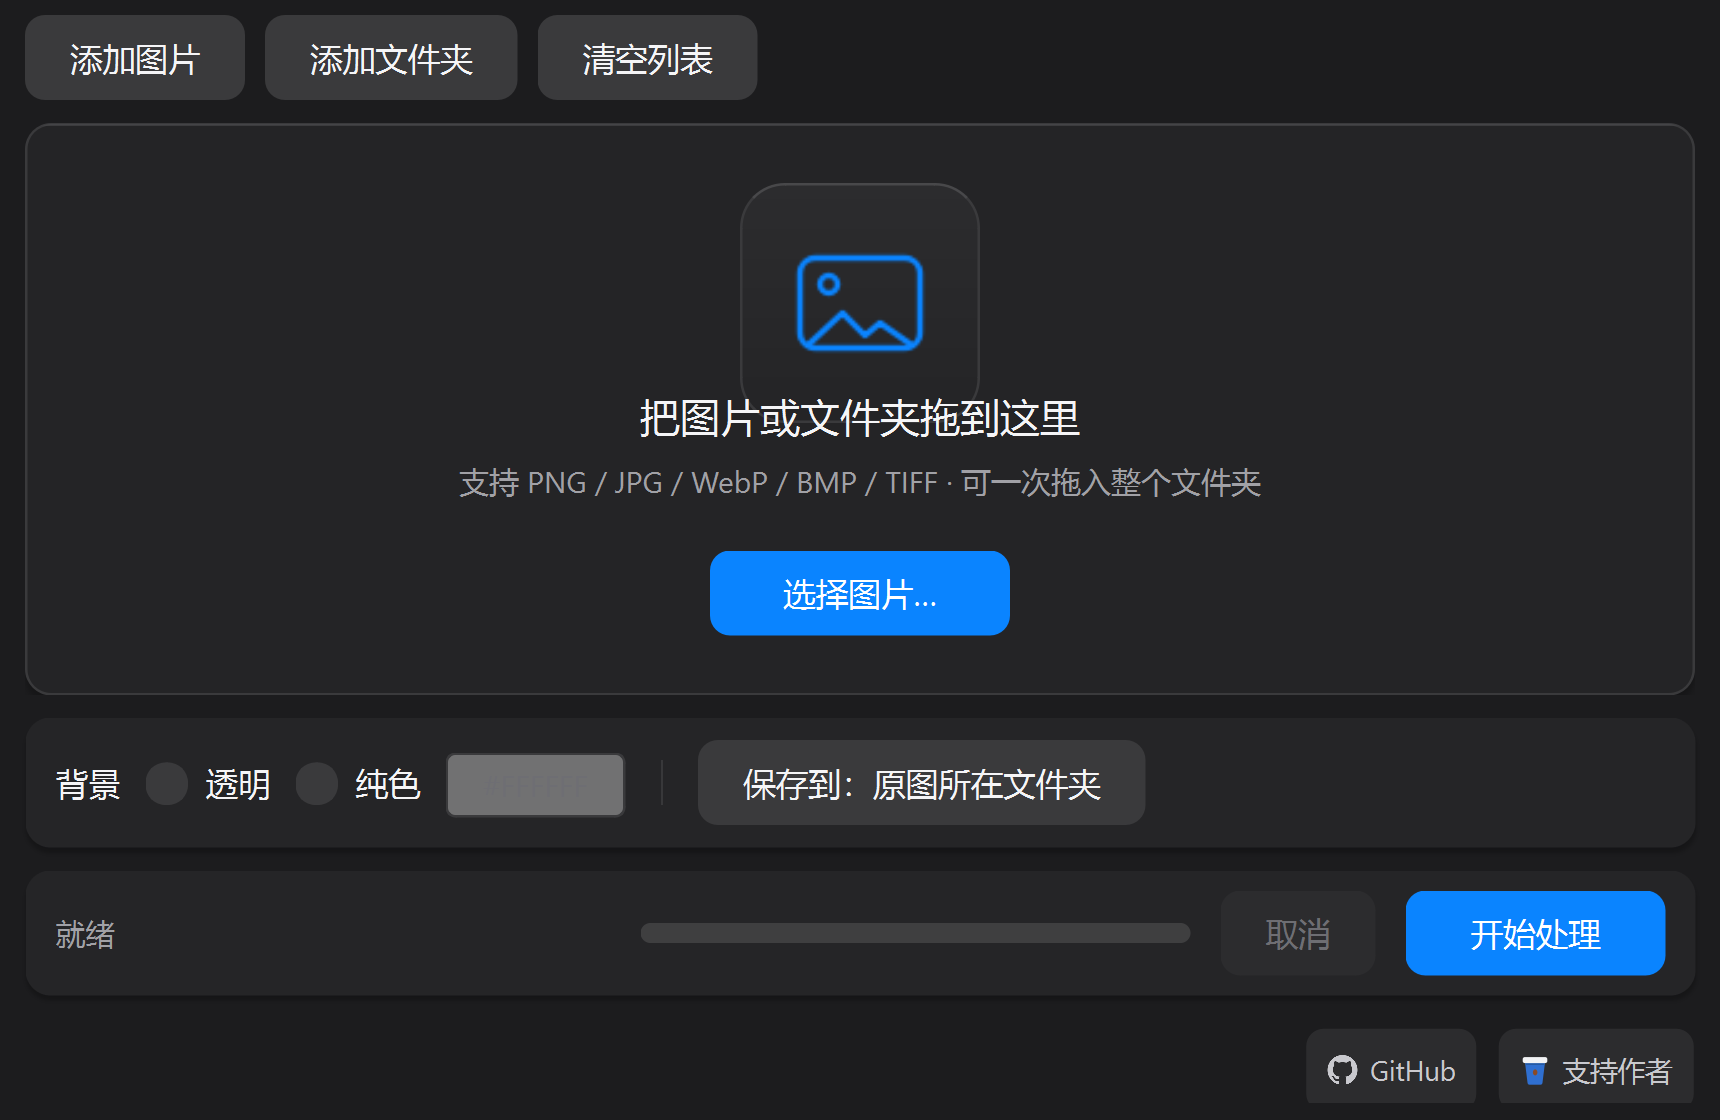 添加图片 添加文件夹 清空列表
把图片或文件夹拖到这里
支持 PNG / JPG / WebP / BMP / TIFF · 可一次拖入整个文件夹
选择图片...
背景 透明 纯色 保存到：原图所在文件夹
就绪 取消 开始处理
GitHub 支持作者